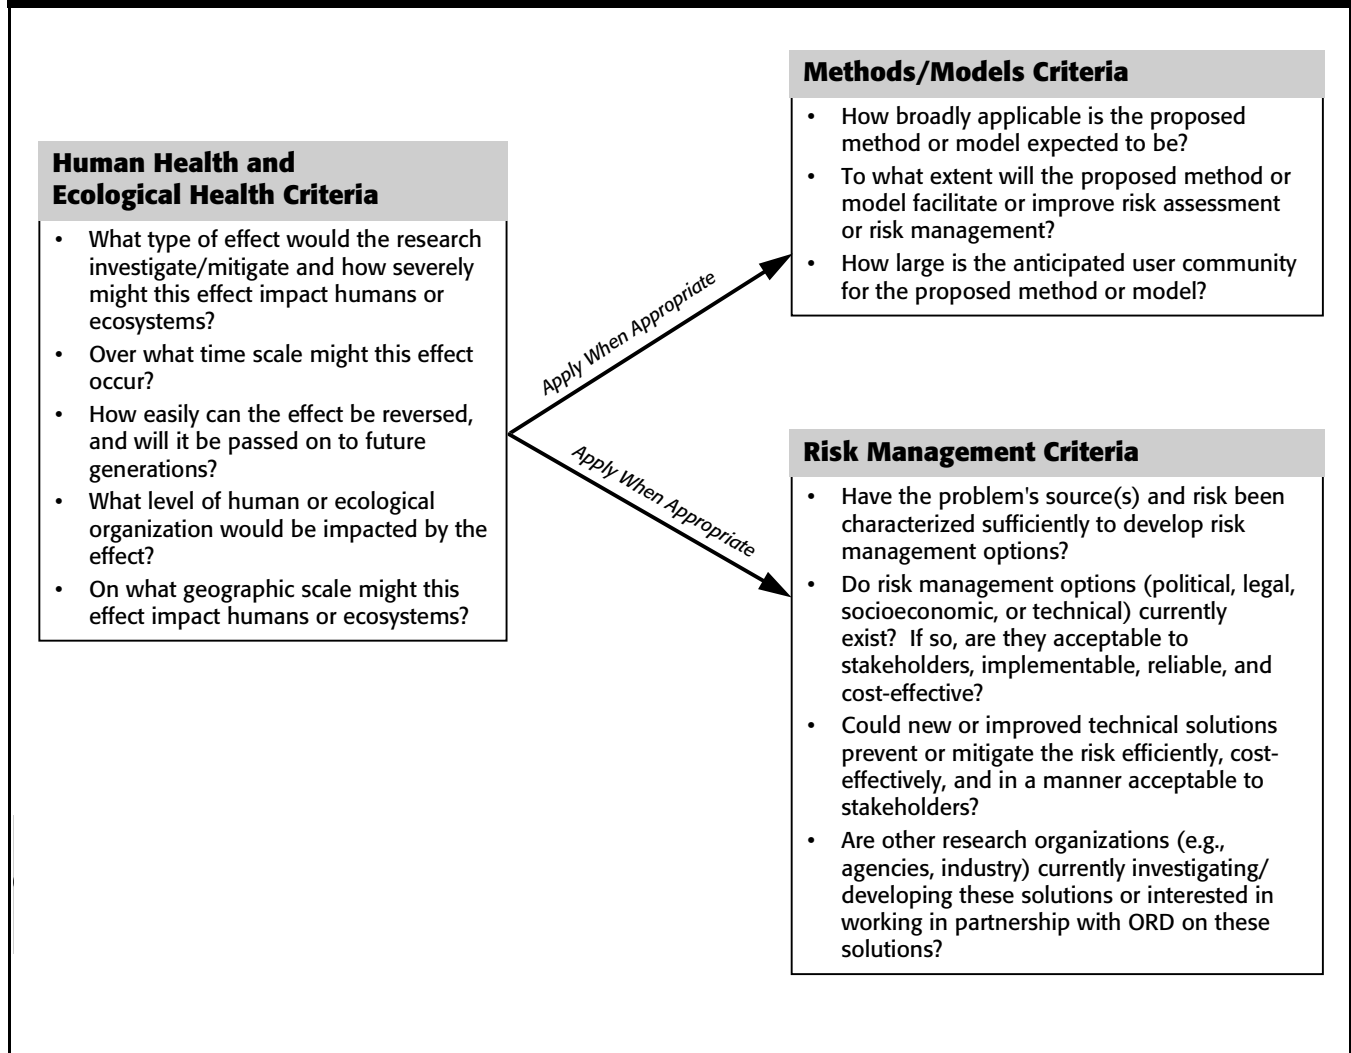 Human Health and
Ecological Health Criteria
• What type of effect would the research
investigate/mitigate and how severely
might this effect impact humans or
ecosystems?
• Over what time scale might this effect
occur?
• How easily can the effect be reversed,
and will it be passed on to future
generations?
• What level of human or ecological
organization would be impacted by the
effect?
• On what geographic scale might this
effect impact humans or ecosystems?
Apply When Appropriate
Apply When Appropriate
Methods/Models Criteria
• How broadly applicable is the proposed
method or model expected to be?
• To what extent will the proposed method or
model facilitate or improve risk assessment
or risk management?
• How large is the anticipated user community
for the proposed method or model?
Risk Management Criteria
• Have the problem's source(s) and risk been
characterized sufficiently to develop risk
management options?
• Do risk management options (political, legal,
socioeconomic, or technical) currently
exist?  If so, are they acceptable to
stakeholders, implementable, reliable, and
cost-effective?
• Could new or improved technical solutions
prevent or mitigate the risk efficiently, cost-
effectively, and in a manner acceptable to
stakeholders?
• Are other research organizations (e.g.,
agencies, industry) currently investigating/
developing these solutions or interested in
working in partnership with ORD on these
solutions?